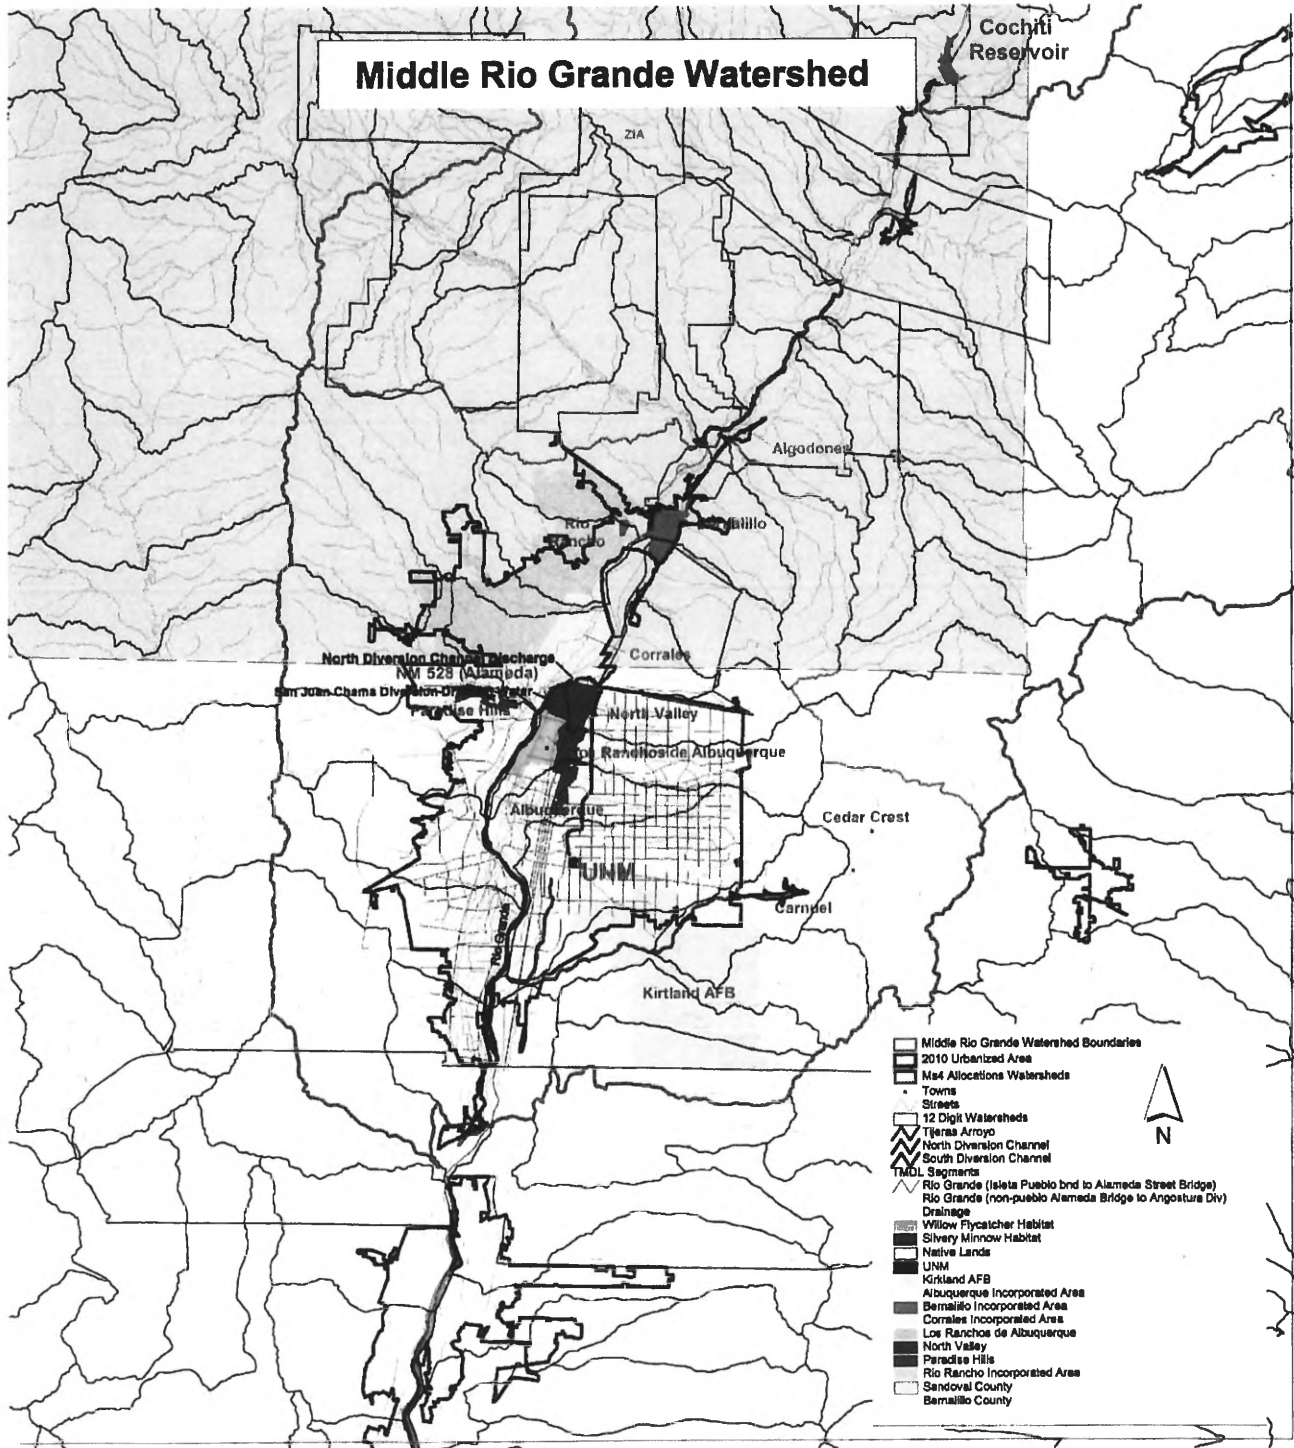 Cochiti
Reservoir
Middle Rio Grande Watershed
ZIA
Algodones
Rio
Rancho
Corrales
North Diversion Channel Discharge
NM 528 (Alameda)
San Juan Chama Diversion-Drinking Water
Paradise Hills
North Valley
Los Ranchos de Albuquerque
Albuquerque
Cedar Crest
UNM
Carnuel
Rio Grande
Kirtland AFB
Middle Rio Grande Watershed Boundaries
2010 Urbanized Area
Ms4 Allocations Watersheds
Towns
Streets
12 Digit Watersheds
Tijeras Arroyo
North Diversion Channel
South Diversion Channel
TMDL Segments
Rio Grande (Isleta Pueblo bnd to Alameda Street Bridge)
Rio Grande (non-pueblo Alameda Bridge to Angostura Div)
Drainage
Willow Flycatcher Habitat
Silvery Minnow Habitat
Native Lands
UNM
Kirkland AFB
Albuquerque Incorporated Area
Bernalillo Incorporated Area
Corrales Incorporated Area
Los Ranchos de Albuquerque
North Valley
Paradise Hills
Rio Rancho Incorporated Area
Sandoval County
Bernalillo County
N